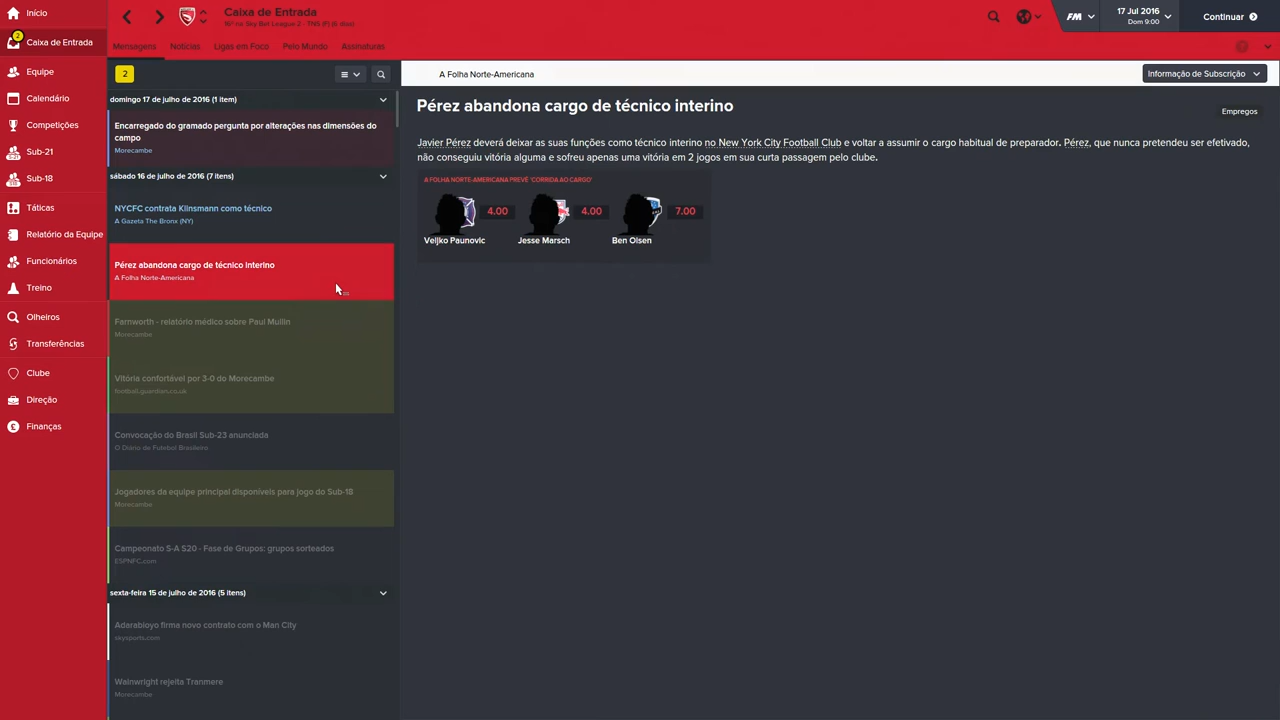 Início
2
Caixa de Entrada
Equipe
Calendário
Competições
Sub-21
Sub-18
Táticas
Relatório da Equipe
Funcionários
Treino
Olheiros
Transferências
Clube
Direção
Finanças
Caixa de Entrada
FM
17 Jul 2016
Dom 9:00
Continuar
Mensagens
Notícias
Ligas em Foco
Pelo Mundo
Assinaturas
2
domingo 17 de julho de 2016 (1 item)
Encarregado do gramado pergunta por alterações nas dimensões do
campo
Morecambe
sábado 16 de julho de 2016 (7 itens)
NYCFC contrata Klinsmann como técnico
A Gazeta The Bronx (NY)
Pérez abandona cargo de técnico interino
A Folha Norte-Americana
Farnworth - relatório médico sobre Paul Mullin
Morecambe
Vitória confortável por 3-0 do Morecambe
football.guardian.co.uk
Convocação do Brasil Sub-23 anunciada
O Diário de Futebol Brasileiro
Jogadores da equipe principal disponíveis para jogo do Sub-18
Morecambe
Campeonato S-A S20 - Fase de Grupos: grupos sorteados
ESPNFC.com
sexta-feira 15 de julho de 2016 (5 itens)
Adarabioyo firma novo contrato com o Man City
skysports.com
Wainwright rejeita Tranmere
Morecambe
A Folha Norte-Americana
Informação de Subscrição
Pérez abandona cargo de técnico interino
Empregos
Javier Pérez deverá deixar as suas funções como técnico interino no New York City Football Club e voltar a assumir o cargo habitual de preparador. Pérez, que nunca pretendeu ser efetivado,
não conseguiu vitória alguma e sofreu apenas uma vitória em 2 jogos em sua curta passagem pelo clube.
A FOLHA NORTE-AMERICANA PREVÊ 'CORRIDA AO CARGO'
4.00
4.00
7.00
Veljko Paunovic
Jesse Marsch
Ben Olsen